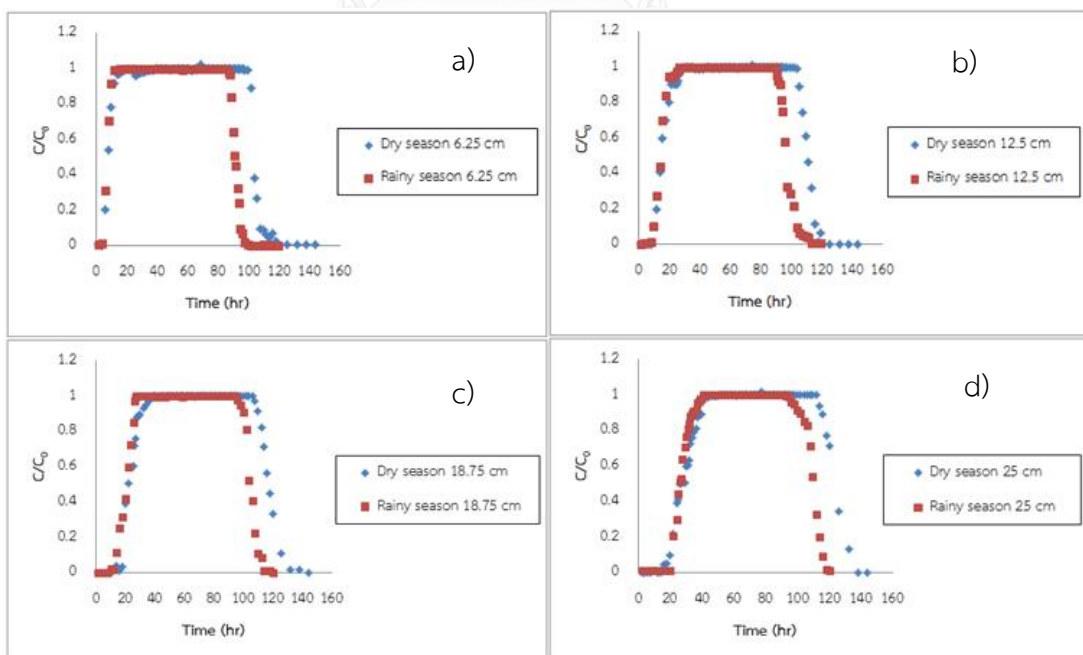 1.2
1
0.8
0.6
0.4
0.2
0
C/C₀
0 20 40 60 80 100 120 140 160
Time (hr)
a)
Dry season 6.25 cm
Rainy season 6.25 cm
1.2
1
0.8
0.6
0.4
0.2
0
C/C₀
0 20 40 60 80 100 120 140 160
Time (hr)
b)
Dry season 12.5 cm
Rainy season 12.5 cm
1.2
1
0.8
0.6
0.4
0.2
0
C/C₀
0 20 40 60 80 100 120 140 160
Time (hr)
c)
Dry season 18.75 cm
Rainy season 18.75 cm
1.2
1
0.8
0.6
0.4
0.2
0
C/C₀
0 20 40 60 80 100 120 140 160
Time (hr)
d)
Dry season 25 cm
Rainy season 25 cm